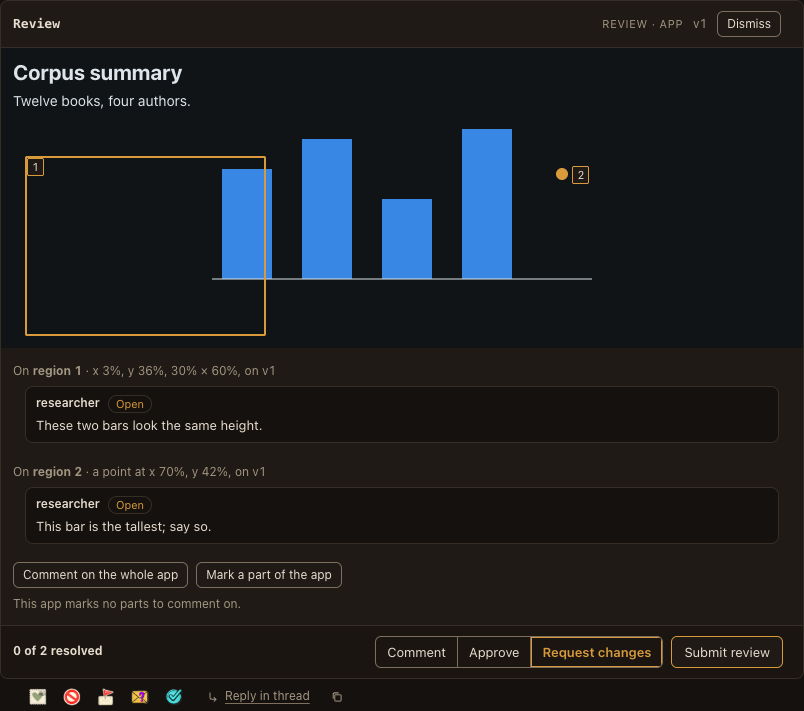 Review
REVIEW · APP v1 Dismiss
Corpus summary
Twelve books, four authors.
1
2
On region 1 · x 3%, y 36%, 30% × 60%, on v1
researcher Open
These two bars look the same height.
On region 2 · a point at x 70%, y 42%, on v1
researcher Open
This bar is the tallest; say so.
Comment on the whole app Mark a part of the app
This app marks no parts to comment on.
0 of 2 resolved Comment Approve Request changes Submit review
Reply in thread